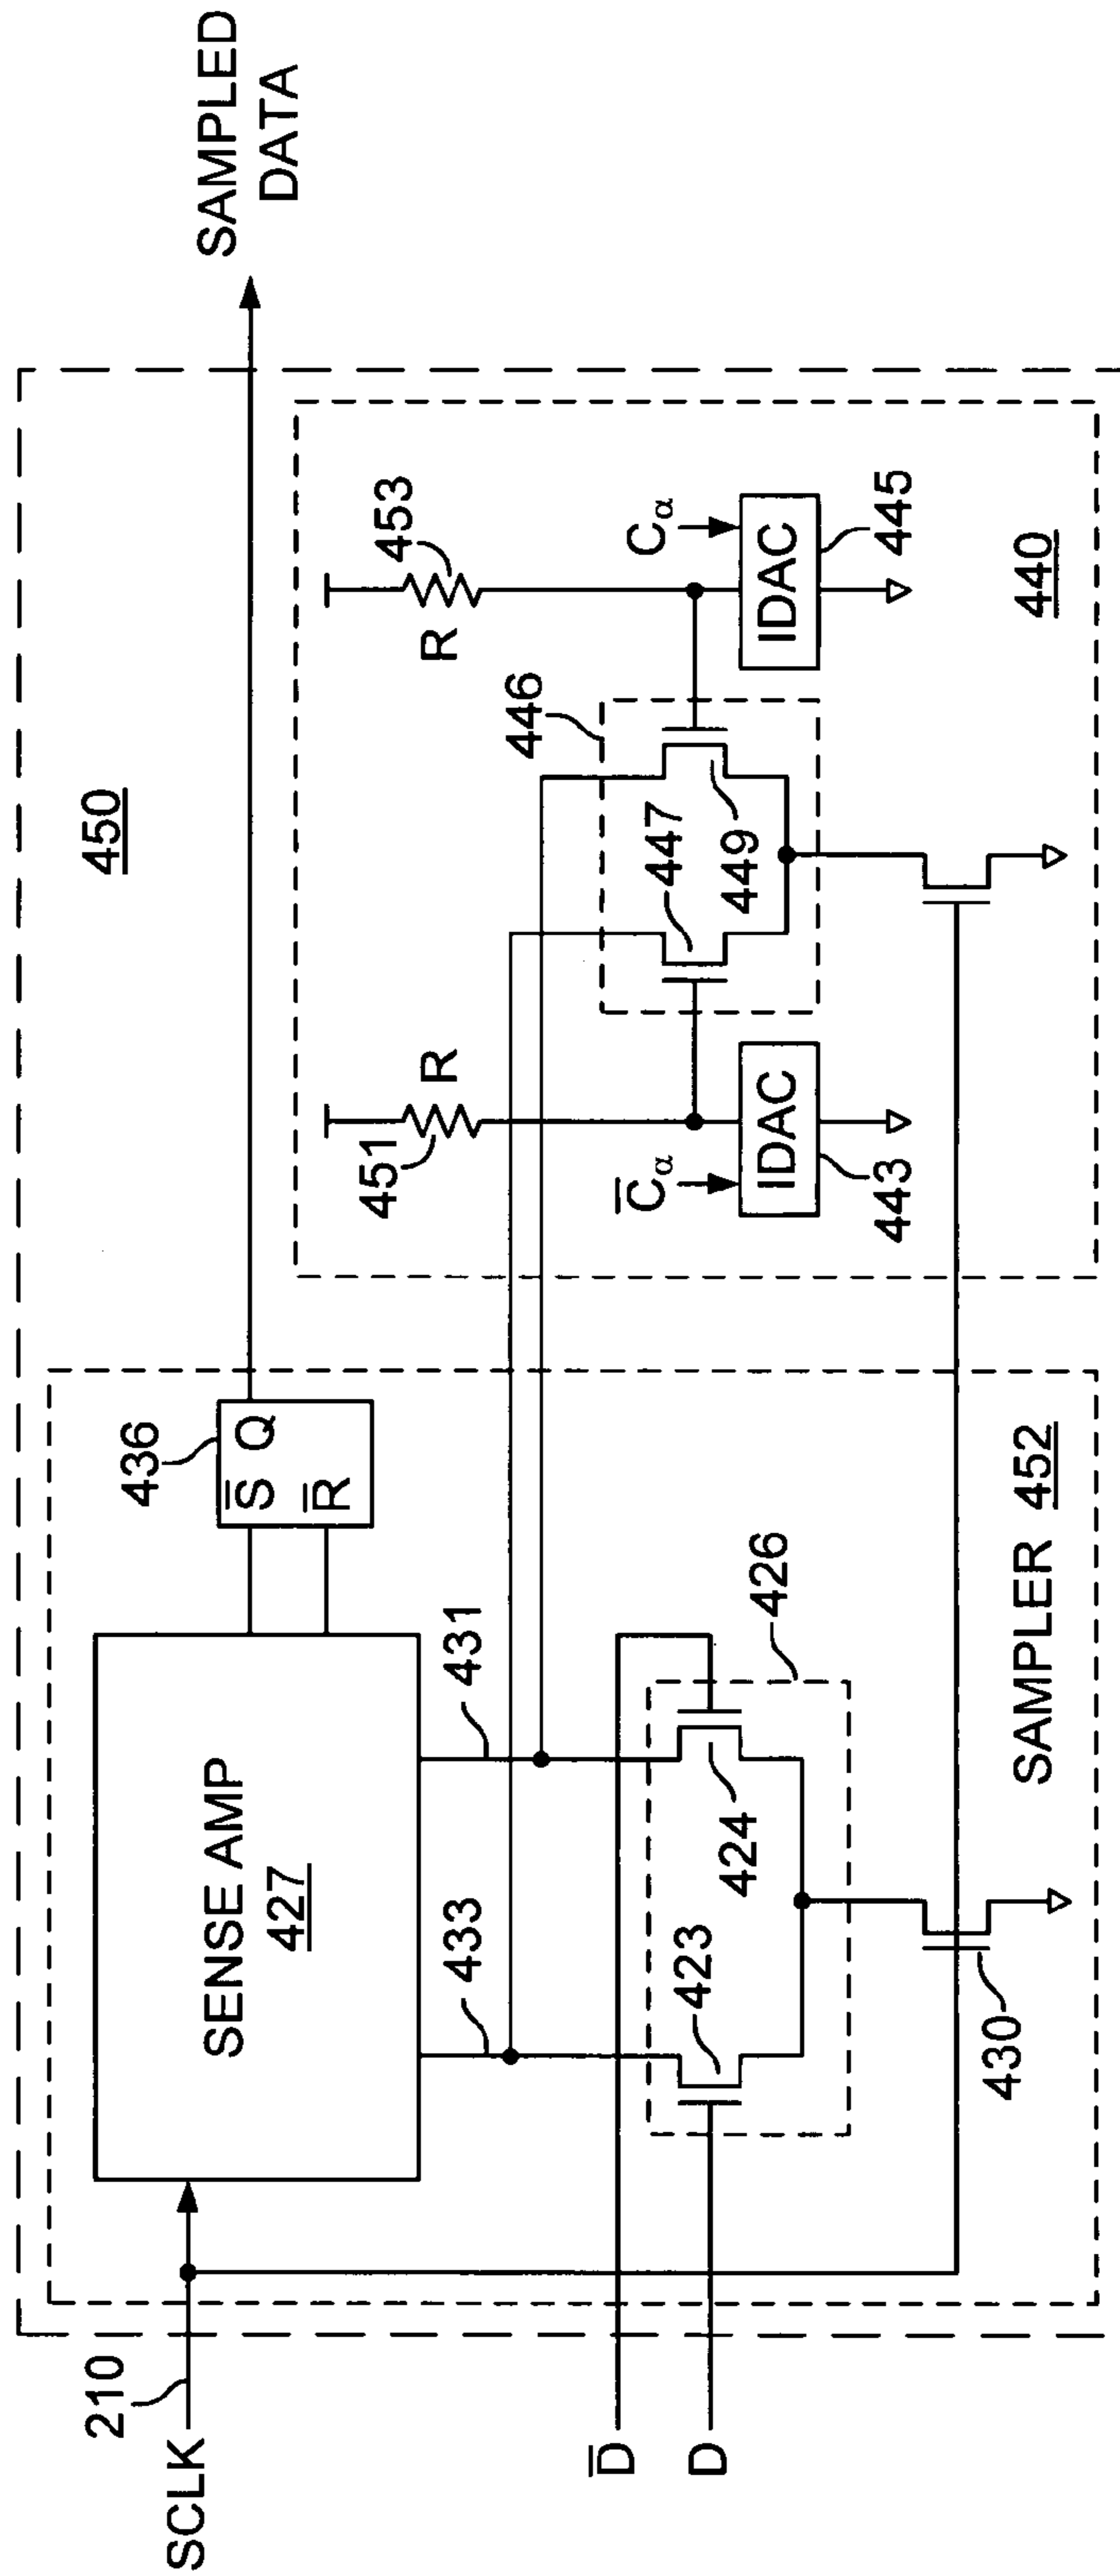 SCLK
210
D̅
D
SENSE AMP
427
433
431
423
424
426
430
SAMPLER 452
436
S̅ Q
R̅
450
451
R
C̅α
IDAC
443
446
447
449
453
R
Cα
IDAC
445
440
SAMPLED
DATA